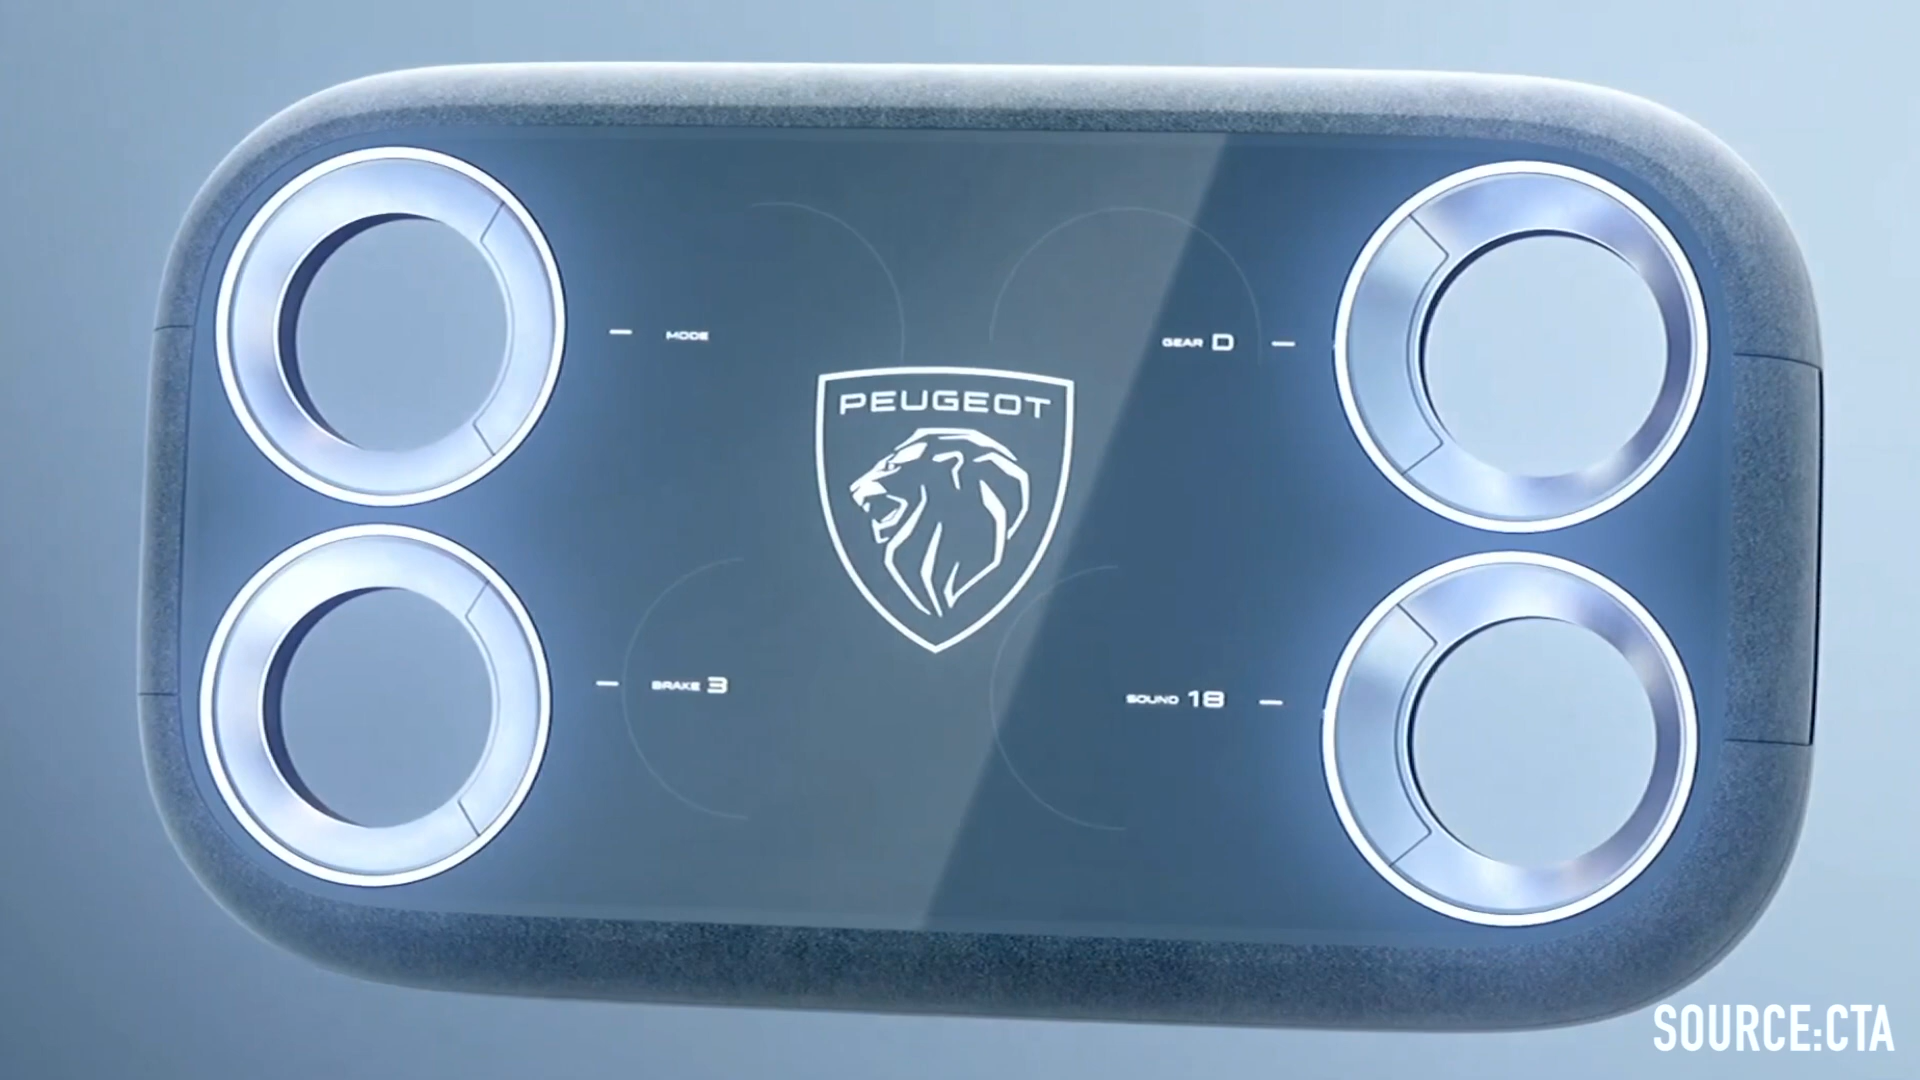 MODE
GEAR D
PEUGEOT
BRAKE 3
SOUND 18
SOURCE:CTA